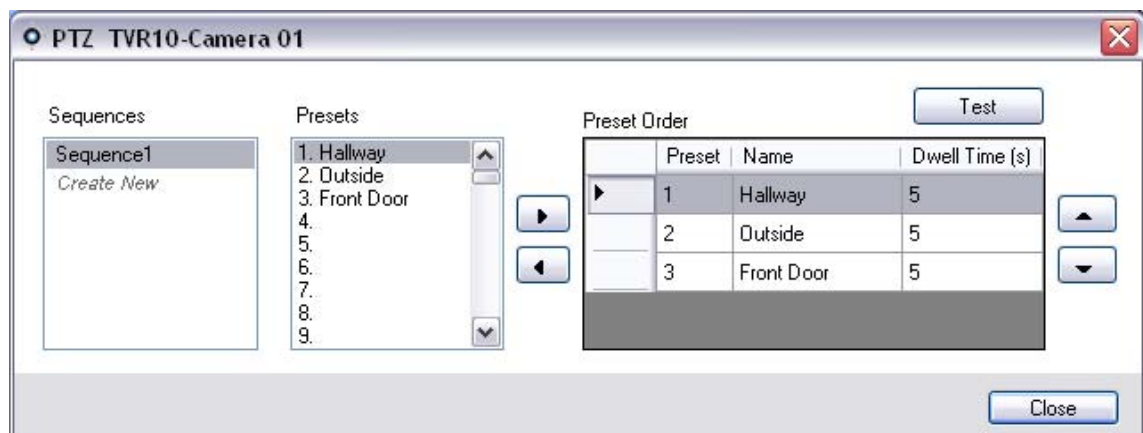 PTZ TVR10-Camera 01
Sequences
Sequence1
Create New
Presets
1. Hallway
2. Outside
3. Front Door
4.
5.
6.
7.
8.
9.
Preset Order
Test
Preset Name Dwell Time (s)
1 Hallway 5
2 Outside 5
3 Front Door 5
Close